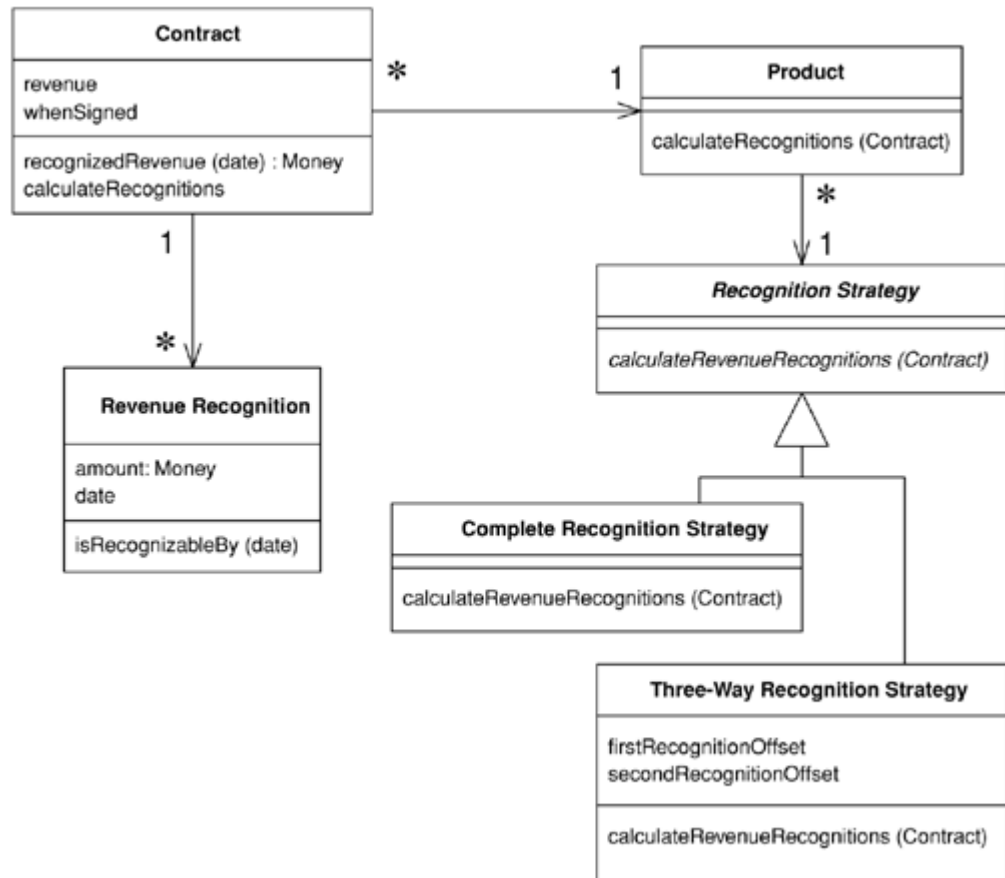 Contract
revenue
whenSigned
recognizedRevenue (date) : Money
calculateRecognitions
*
1
Product
calculateRecognitions (Contract)
*
1
1
*
Recognition Strategy
calculateRevenueRecognitions (Contract)
Revenue Recognition
amount: Money
date
isRecognizableBy (date)
Complete Recognition Strategy
calculateRevenueRecognitions (Contract)
Three-Way Recognition Strategy
firstRecognitionOffset
secondRecognitionOffset
calculateRevenueRecognitions (Contract)